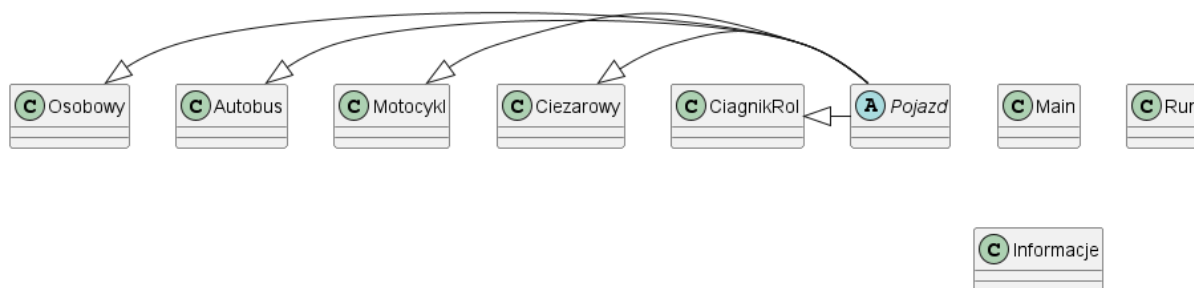 C Osobowy
C Autobus
C Motocykl
C Ciezarowy
C CiagnikRol
A Pojazd
C Main
C
C Informacje